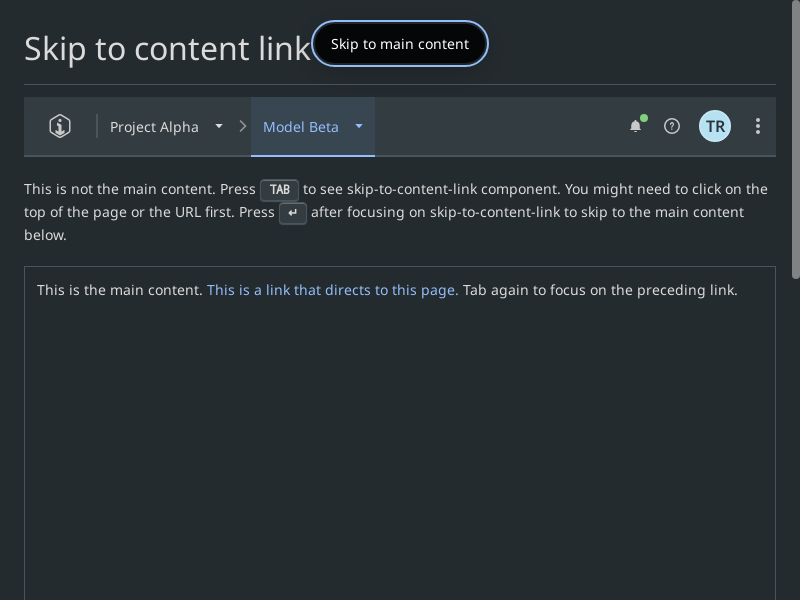 Skip to content link
Skip to main content
Project Alpha
Model Beta
TR
This is not the main content. Press TAB to see skip-to-content-link component. You might need to click on the
top of the page or the URL first. Press ↵ after focusing on skip-to-content-link to skip to the main content
below.
This is the main content. This is a link that directs to this page. Tab again to focus on the preceding link.